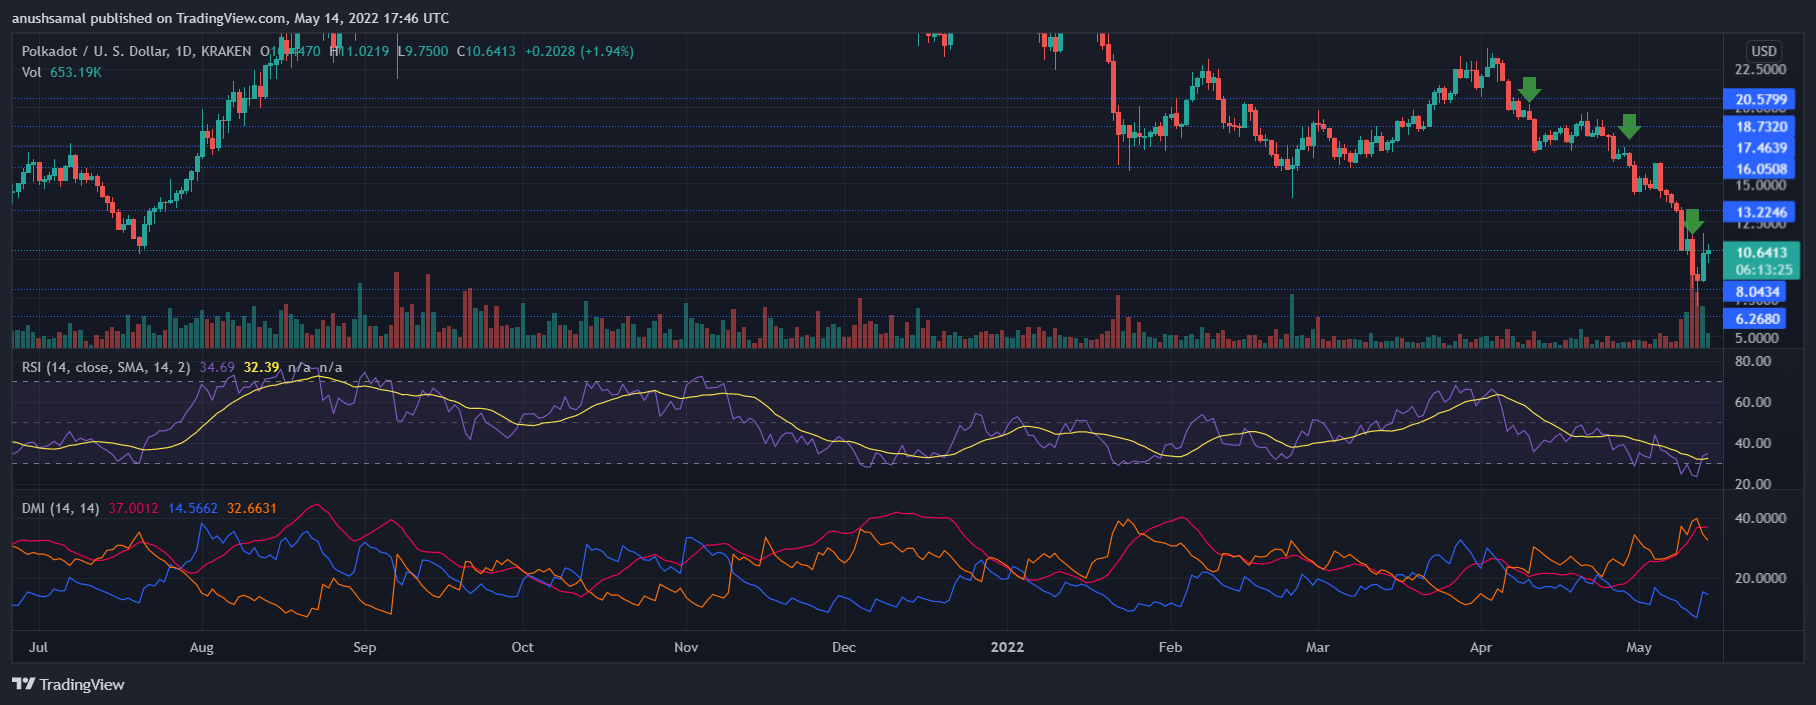 anushsamal published on TradingView.com, May 14, 2022 17:46 UTC
Polkadot / U. S. Dollar, 1D, KRAKEN H11.0219 L9.7500 C10.6413 +0.2028 (+1.94%)
Vol 653.19K
USD
22.5000
20.5799
18.7320
17.4639
16.0508
15.0000
13.2246
12.5000
10.6413
06:13:25
8.0434
6.2680
5.0000
RSI (14, close, SMA, 14, 2) 34.69 32.39 n/a n/a
80.00
60.00
40.00
20.00
DMI (14, 14) 37.0012 14.5662 32.6631
40.0000
20.0000
Jul Aug Sep Oct Nov Dec 2022 Feb Mar Apr May
TradingView